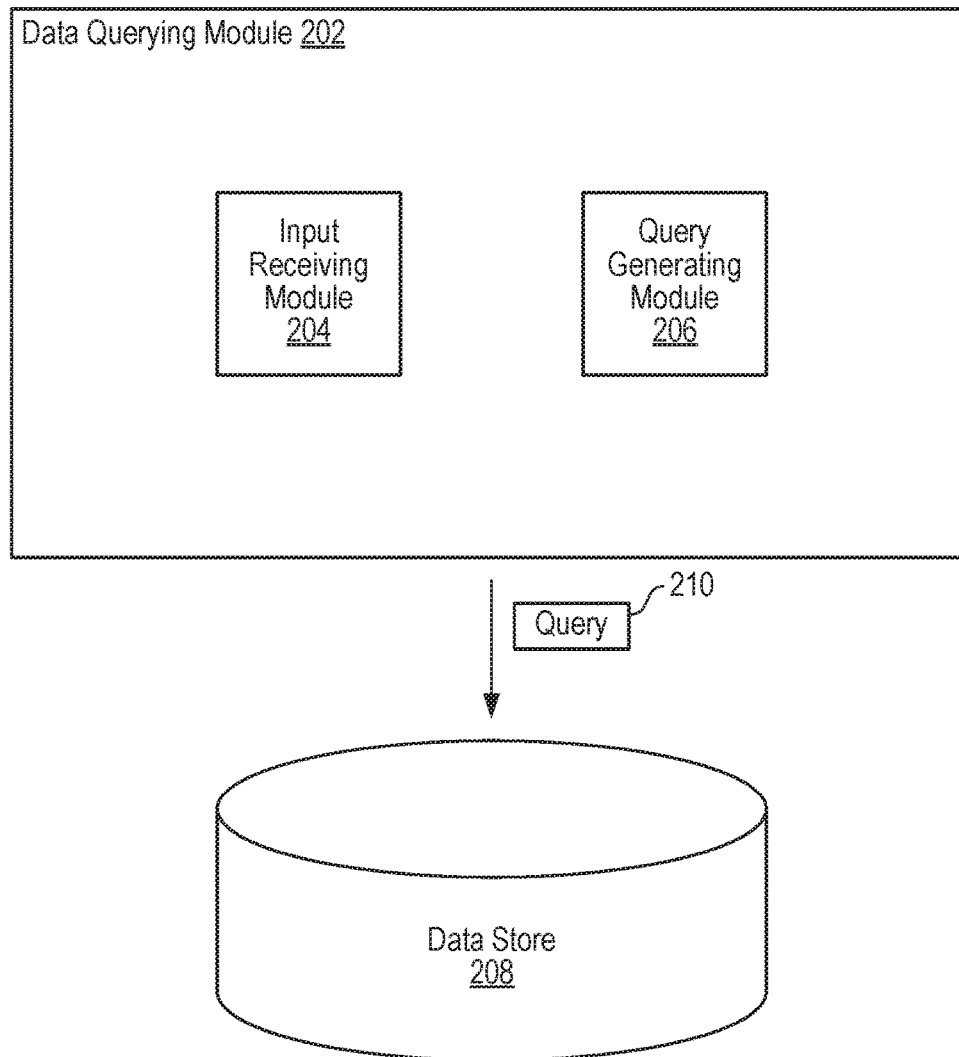 Data Querying Module 202
Input
Receiving
Module
204
Query
Generating
Module
206
210
Query
Data Store
208